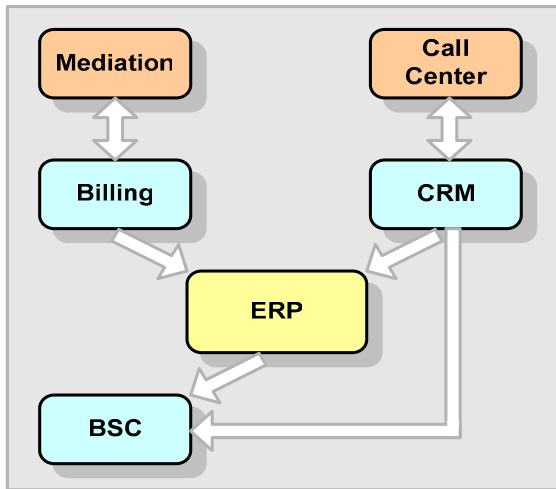 Mediation
Call
Center
Billing
CRM
ERP
BSC